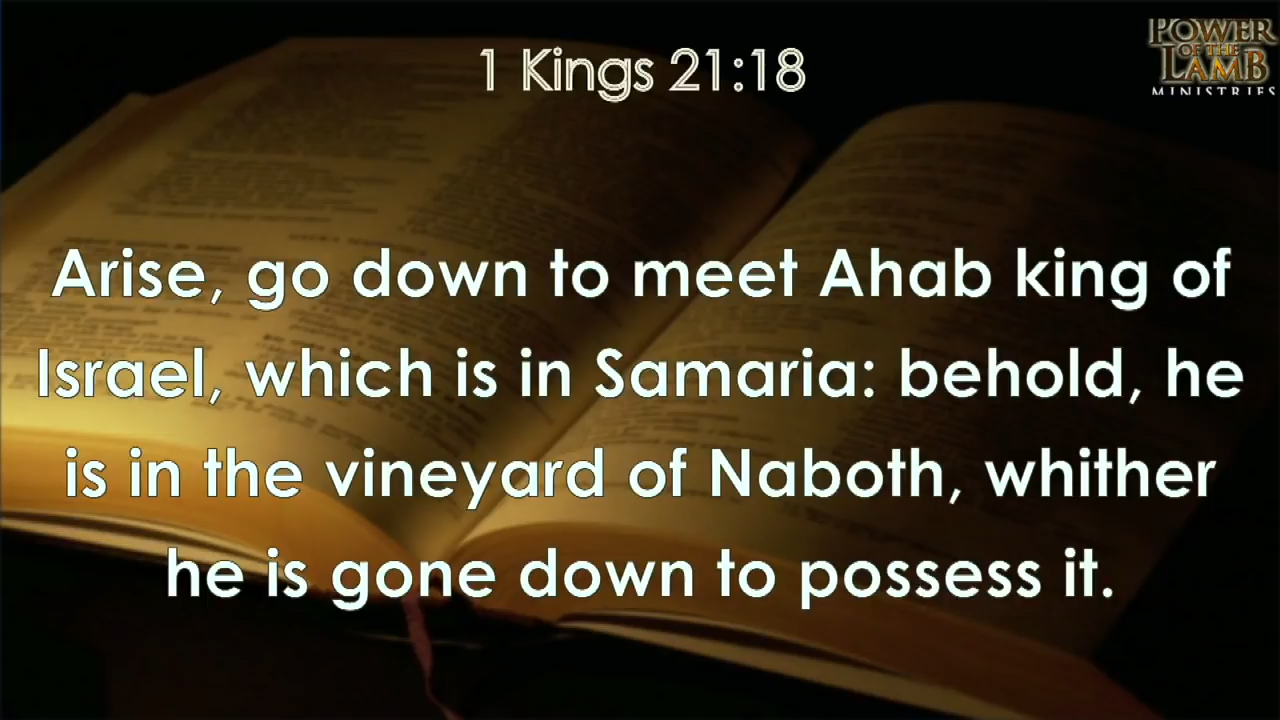 1 Kings 21:18
POWER
OF THE
LAMB
MINISTRIES
Arise, go down to meet Ahab king of
Israel, which is in Samaria: behold, he
is in the vineyard of Naboth, whither
he is gone down to possess it.